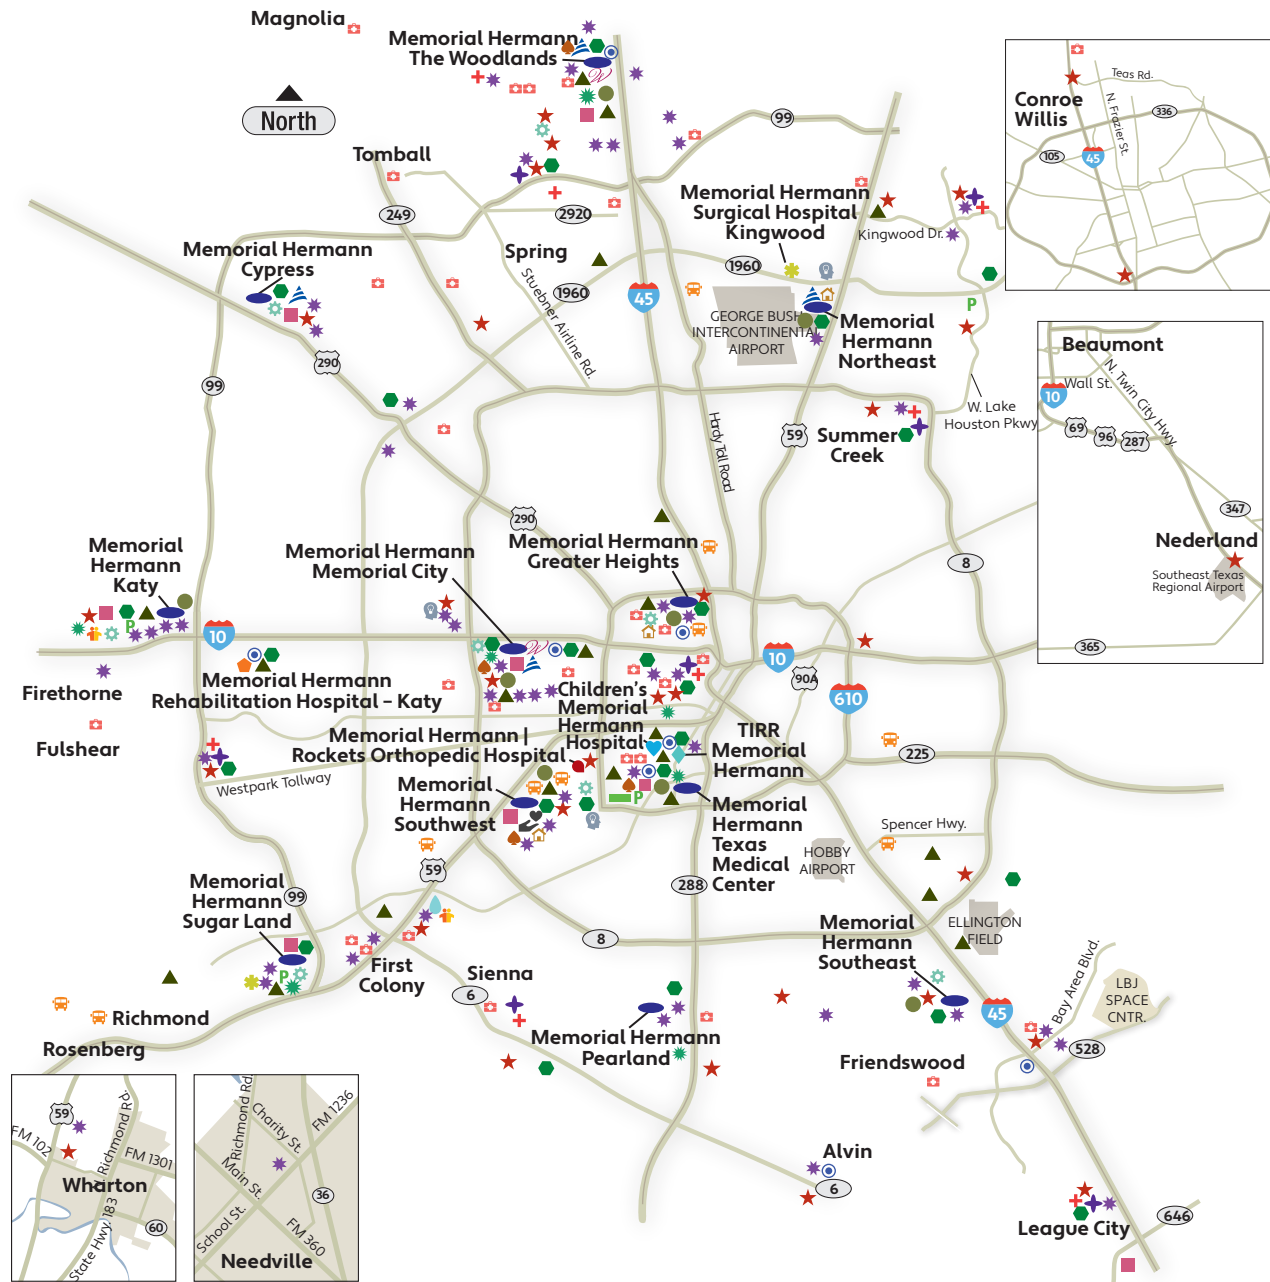 Magnolia
Memorial Hermann
The Woodlands
North
Tomball
99
249
2920
Memorial Hermann
Surgical Hospital
Kingwood
Kingwood Dr.
Memorial Hermann
Cypress
Spring
1960
1960
45
Stuebner Airline Rd.
GEORGE BUSH
INTERCONTINENTAL
AIRPORT
Memorial
Hermann
Northeast
P
290
99
Hardy Toll Road
59
W. Lake
Houston Pkwy
Summer
Creek
Teas Rd.
Conroe
Willis
N. Frazier St.
336
105
45
Beaumont
Wall St.
10
N. Twin City Hwy.
69
96
287
347
Nederland
Southeast Texas
Regional Airport
365
290
Memorial
Hermann
Katy
P
Memorial Hermann
Memorial City
Memorial Hermann
Greater Heights
8
10
W
W
10
90A
610
Firethorne
Memorial Hermann
Rehabilitation Hospital – Katy
Fulshear
Children's
Memorial
Hermann
Hospital
Memorial Hermann |
Rockets Orthopedic Hospital
TIRR
Memorial
Hermann
225
Westpark Tollway
Memorial
Hermann
Southwest
P
Memorial
Hermann
Texas
Medical
Center
Spencer Hwy.
HOBBY
AIRPORT
59
288
Memorial
Hermann
Sugar Land
99
P
First
Colony
8
ELLINGTON
FIELD
Memorial
Hermann
Southeast
Bay Area Blvd.
LBJ
SPACE
CNTR.
Sienna
6
45
528
Richmond
Rosenberg
Memorial Hermann
Pearland
Friendswood
59
FM 102
N. Richmond Rd.
FM 1301
Wharton
State Hwy. 183
60
Richmond Rd.
Charity St.
FM 1236
Main St.
36
School St.
FM 360
Needville
Alvin
6
League City
646